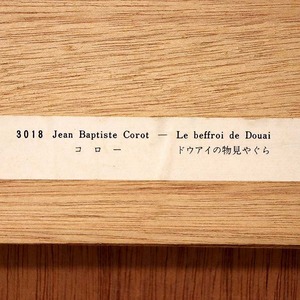 3018 Jean Baptiste Corot — Le beffroi de Douai
コロー ドウアイの物見やぐら